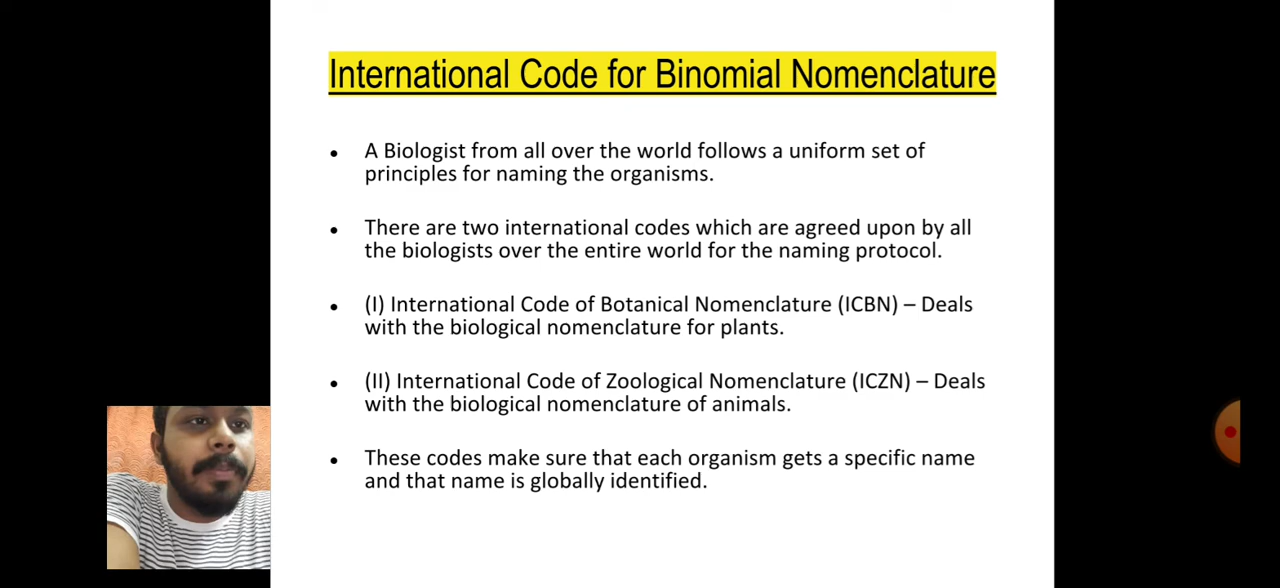 International Code for Binomial Nomenclature
• A Biologist from all over the world follows a uniform set of
principles for naming the organisms.
• There are two international codes which are agreed upon by all
the biologists over the entire world for the naming protocol.
• (I) International Code of Botanical Nomenclature (ICBN) – Deals
with the biological nomenclature for plants.
• (II) International Code of Zoological Nomenclature (ICZN) – Deals
with the biological nomenclature of animals.
• These codes make sure that each organism gets a specific name
and that name is globally identified.